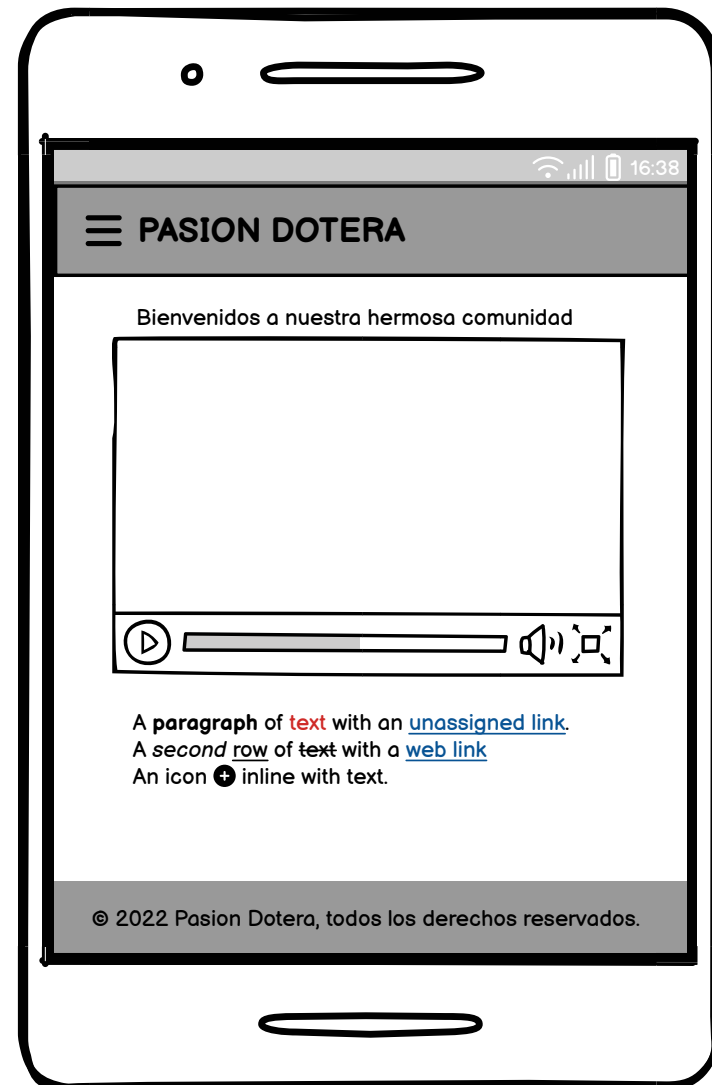 16:38
PASION DOTERA
Bienvenidos a nuestra hermosa comunidad
A paragraph of text with an unassigned link.
A second row of text with a web link
An icon inline with text.
© 2022 Pasion Dotera, todos los derechos reservados.